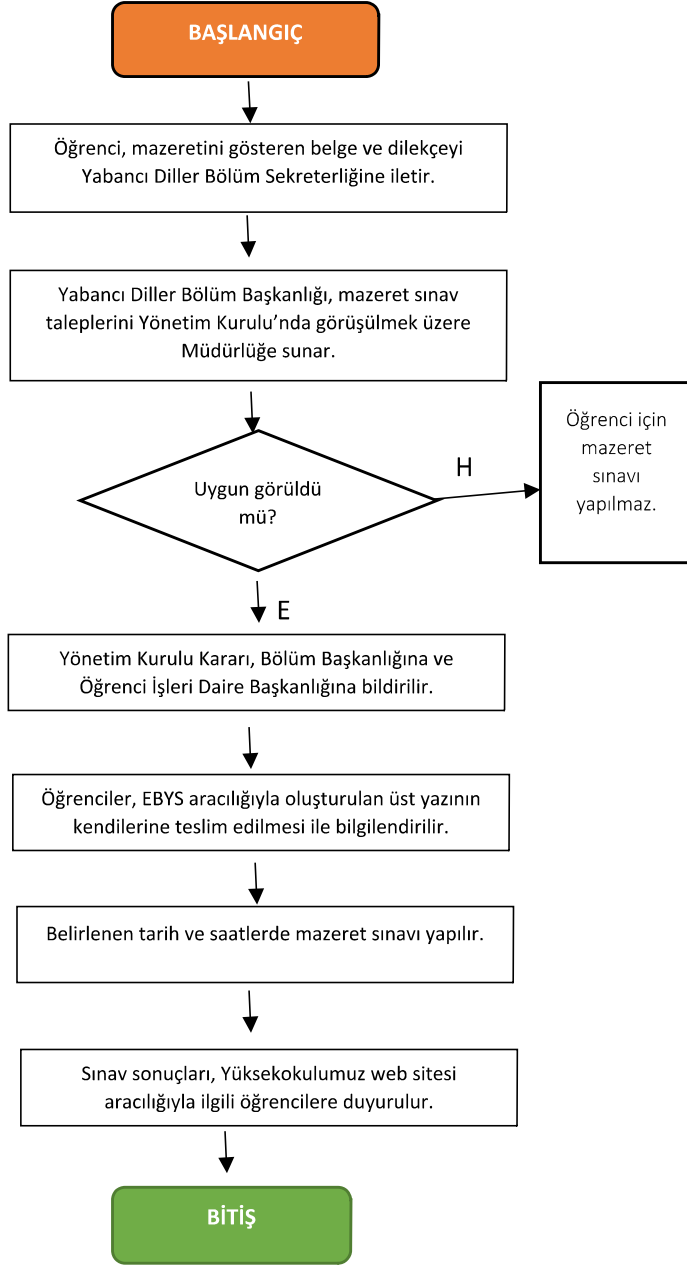 BAŞLANGIÇ
Öğrenci, mazeretini gösteren belge ve dilekçeyi
Yabancı Diller Bölüm Sekreterliğine iletir.
Yabancı Diller Bölüm Başkanlığı, mazeret sınav
taleplerini Yönetim Kurulu’nda görüşülmek üzere
Müdürlüğe sunar.
Uygun görüldü
mü?
H
Öğrenci için
mazeret
sınavı
yapılmaz.
E
Yönetim Kurulu Kararı, Bölüm Başkanlığına ve
Öğrenci İşleri Daire Başkanlığına bildirilir.
Öğrenciler, EBYS aracılığıyla oluşturulan üst yazının
kendilerine teslim edilmesi ile bilgilendirilir.
Belirlenen tarih ve saatlerde mazeret sınavı yapılır.
Sınav sonuçları, Yüksekokulumuz web sitesi
aracılığıyla ilgili öğrencilere duyurulur.
BİTİŞ